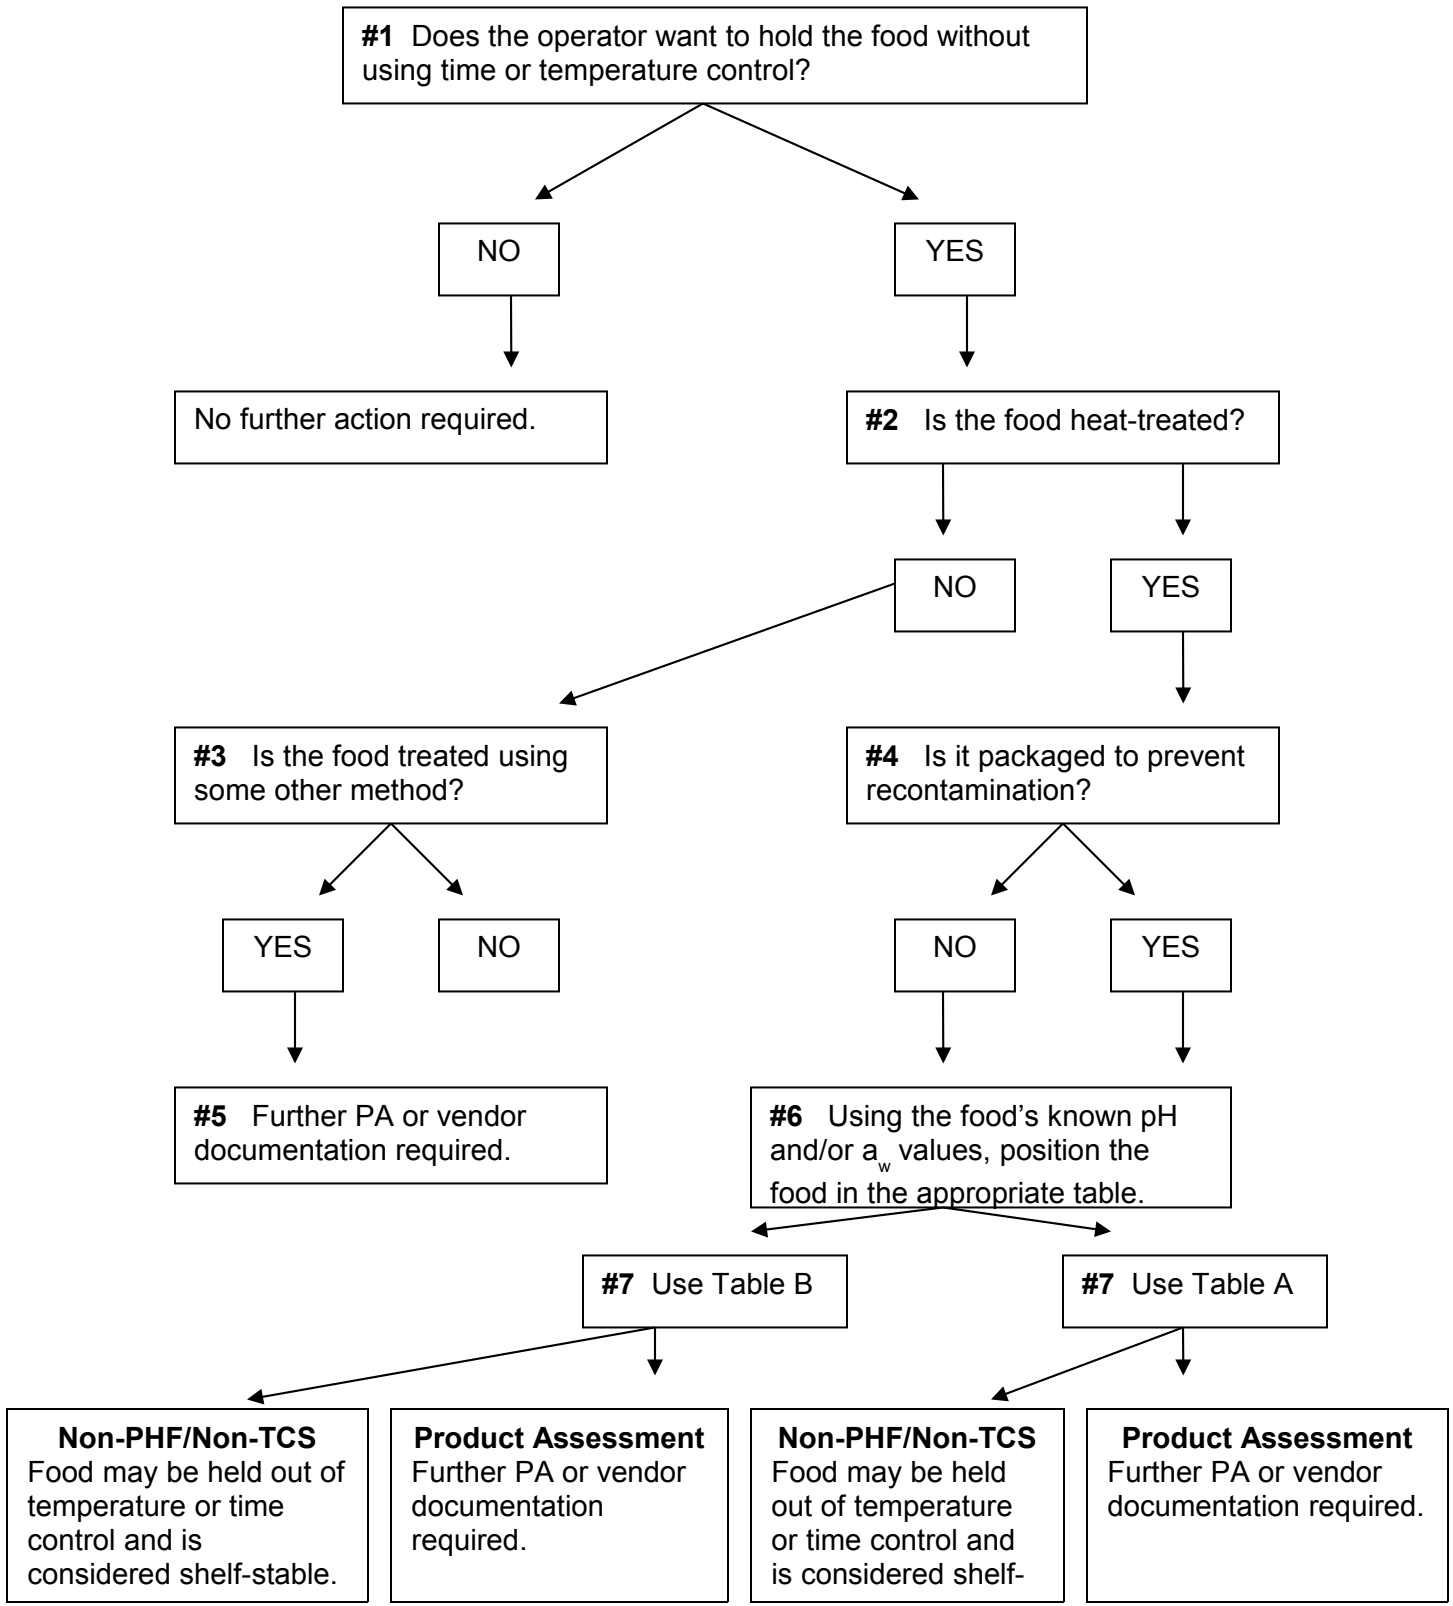 #1 Does the operator want to hold the food without
using time or temperature control?
NO
YES
No further action required.
#2 Is the food heat-treated?
NO
YES
#3 Is the food treated using
some other method?
#4 Is it packaged to prevent
recontamination?
YES
NO
NO
YES
#5 Further PA or vendor
documentation required.
#6 Using the food’s known pH
and/or aw values, position the
food in the appropriate table.
#7 Use Table B
#7 Use Table A
Non-PHF/Non-TCS
Food may be held out of
temperature or time
control and is
considered shelf-stable.
Product Assessment
Further PA or vendor
documentation
required.
Non-PHF/Non-TCS
Food may be held
out of temperature
or time control and
is considered shelf-
Product Assessment
Further PA or vendor
documentation required.